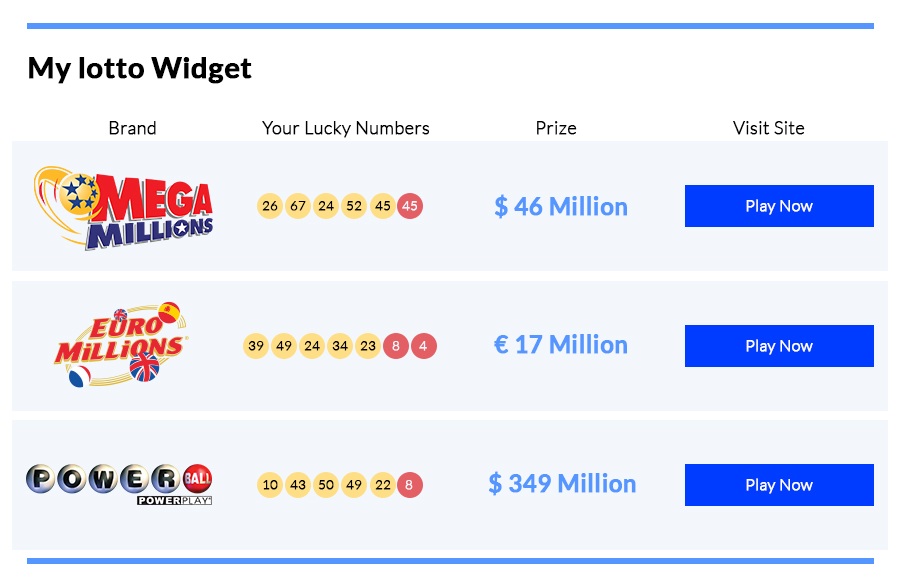 My lotto Widget
Brand Your Lucky Numbers Prize Visit Site
MEGA MILLIONS
26 67 24 52 45 45
$ 46 Million
Play Now
EURO MILLIONS
39 49 24 34 23 8 4
€ 17 Million
Play Now
POWER BALL
POWERPLAY
10 43 50 49 22 8
$ 349 Million
Play Now